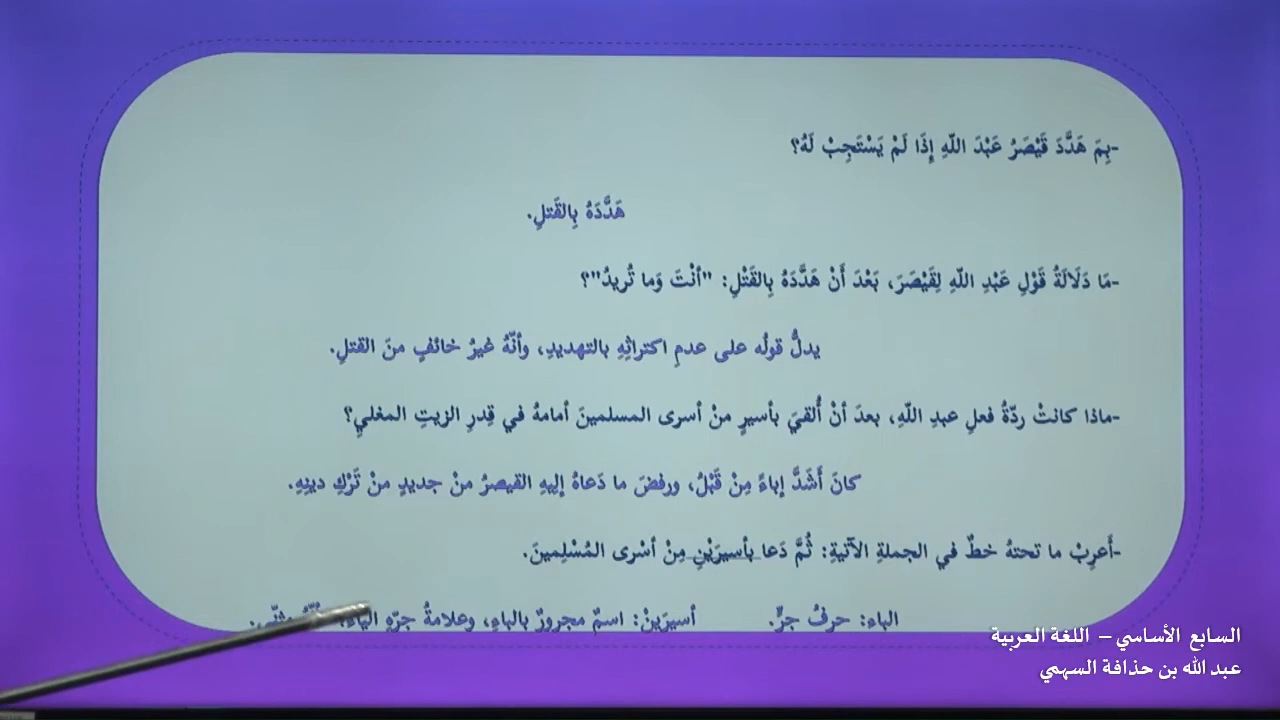 -بِمَ هَدَّدَ قَيْصَرُ عَبْدَ اللّهِ إِذَا لَمْ يَسْتَجِبْ لَهُ؟
هَدَّدَهُ بِالقَتلِ.
-مَا دَلَالَةُ قَوْلِ عَبْدِ اللّهِ لِقَيْصَرَ، بَعْدَ أَنْ هَدَّدَهُ بِالقَتْلِ: "أَنْتَ وَما تُريدُ"؟
يدلُّ قولُه على عدمِ اكتراثِهِ بالتهديدِ، وأنّهُ غيرُ خائفٍ منَ القتلِ.
-ماذا كانتْ ردّةُ فعلِ عبدِ اللّهِ، بعدَ أنْ أُلقيَ بأسيرٍ منْ أسرى المسلمينَ أمامهُ في قِدرِ الزيتِ المغليِ؟
كانَ أَشَدَّ إباءً مِنْ قَبْلُ، ورفضَ ما دَعاهُ إليهِ القيصرُ منْ جديدٍ منْ تَرْكِ دينِهِ.
-أَعرِبْ ما تحتهُ خطٌ في الجملةِ الآتيةِ: ثُمَّ دَعا بأسيرَيْنِ مِنْ أسْرى المُسْلِمينَ.
الباء: حرفُ جرٍّ. أسيرَينْ: اسمٌ مجرورٌ بالباءِ، وعلامةُ جرّهِ الياءُ، مثنّى.
السابع الأساسي – اللغة العربية
عبد الله بن حذافة السهمي